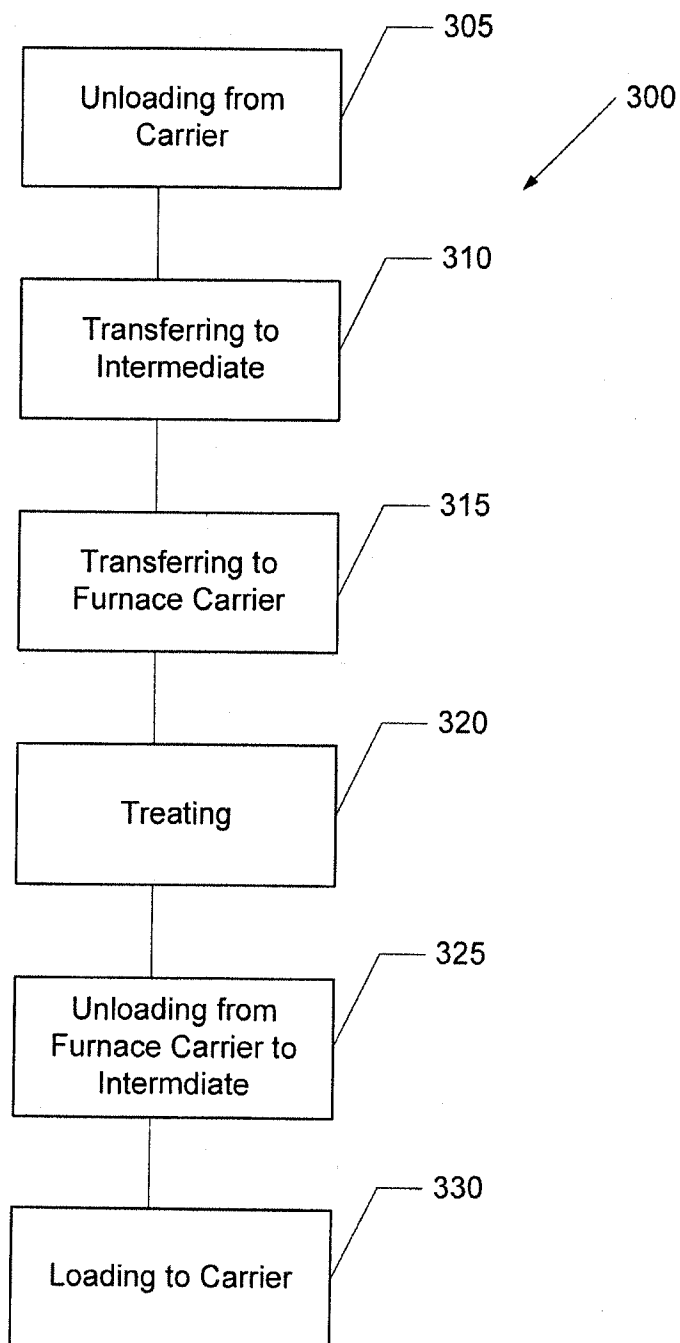 305
Unloading from
Carrier
300
310
Transferring to
Intermediate
315
Transferring to
Furnace Carrier
320
Treating
325
Unloading from
Furnace Carrier to
Intermdiate
330
Loading to Carrier